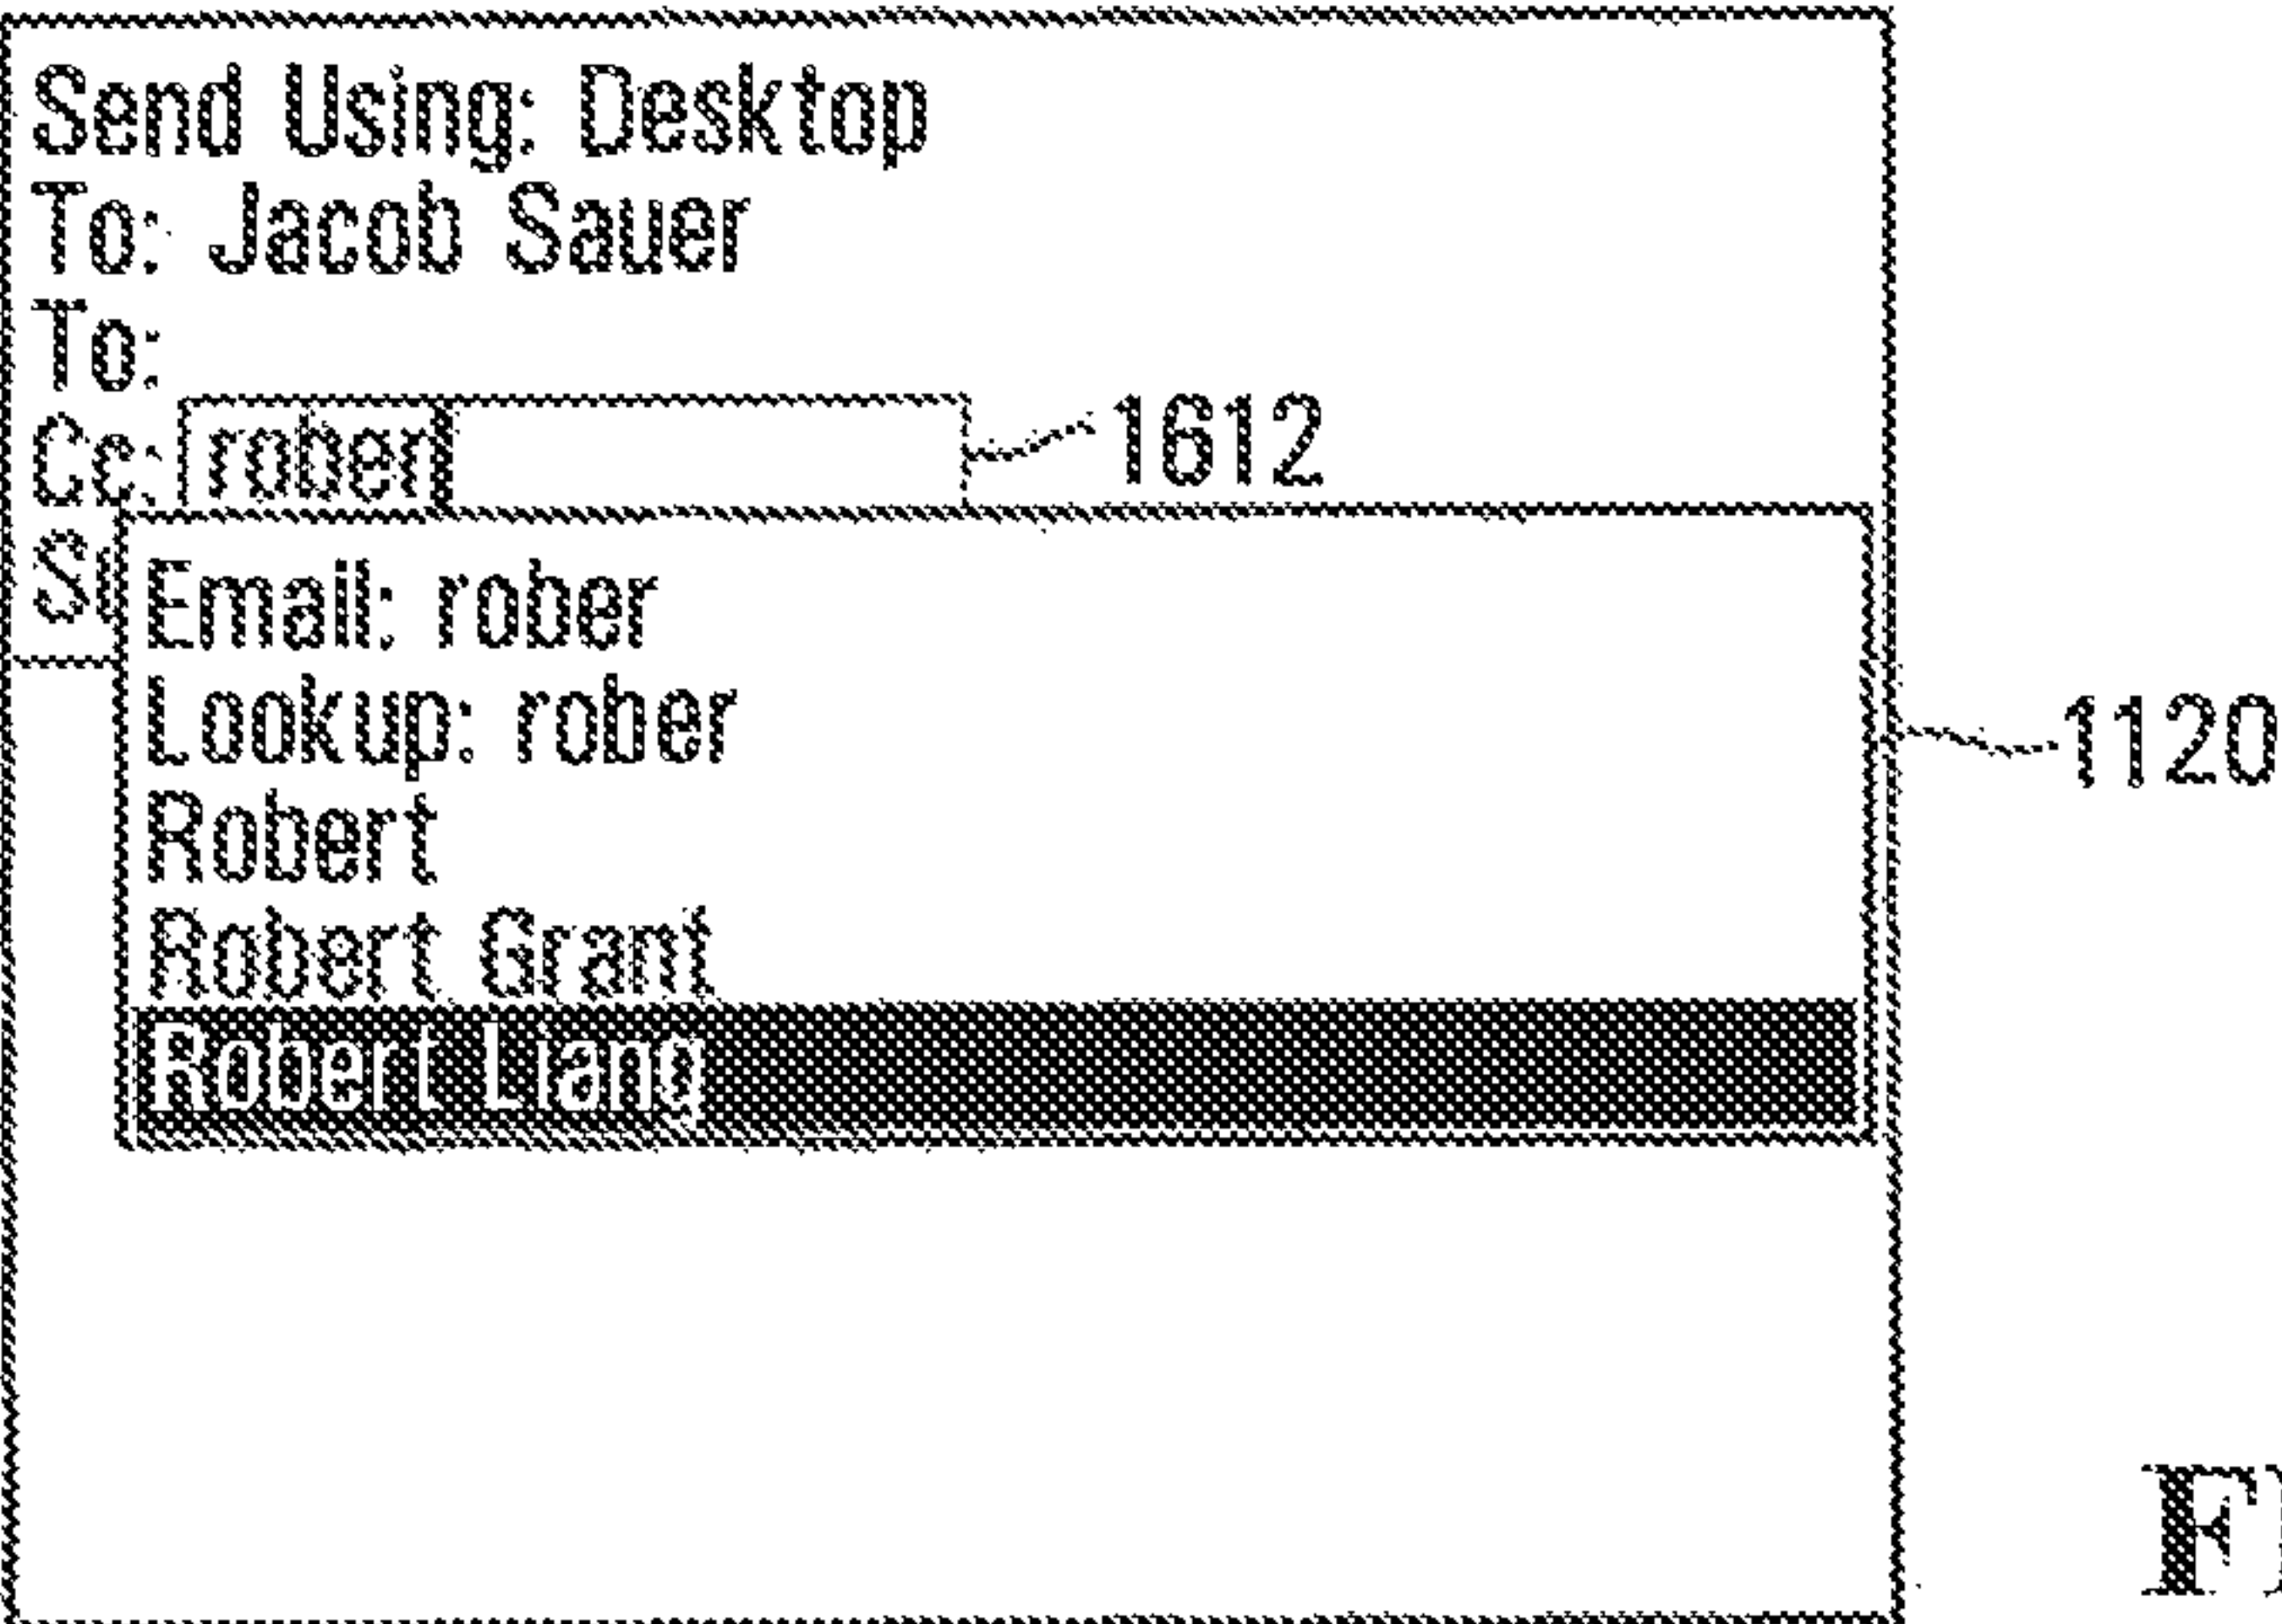 Send Using: Desktop
To: Jacob Sauer
To:
Cc: rober 1612
Email: rober
Lookup: rober
1120
Robert
Robert Grant
Robert Liang